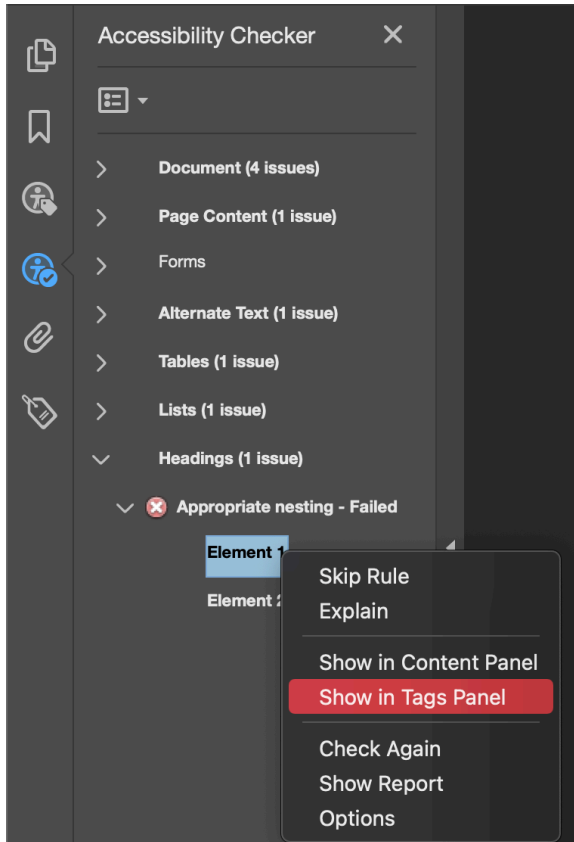 Accessibility Checker
Document (4 issues)
Page Content (1 issue)
Forms
Alternate Text (1 issue)
Tables (1 issue)
Lists (1 issue)
Headings (1 issue)
Appropriate nesting - Failed
Element 1
Element 2
Skip Rule
Explain
Show in Content Panel
Show in Tags Panel
Check Again
Show Report
Options